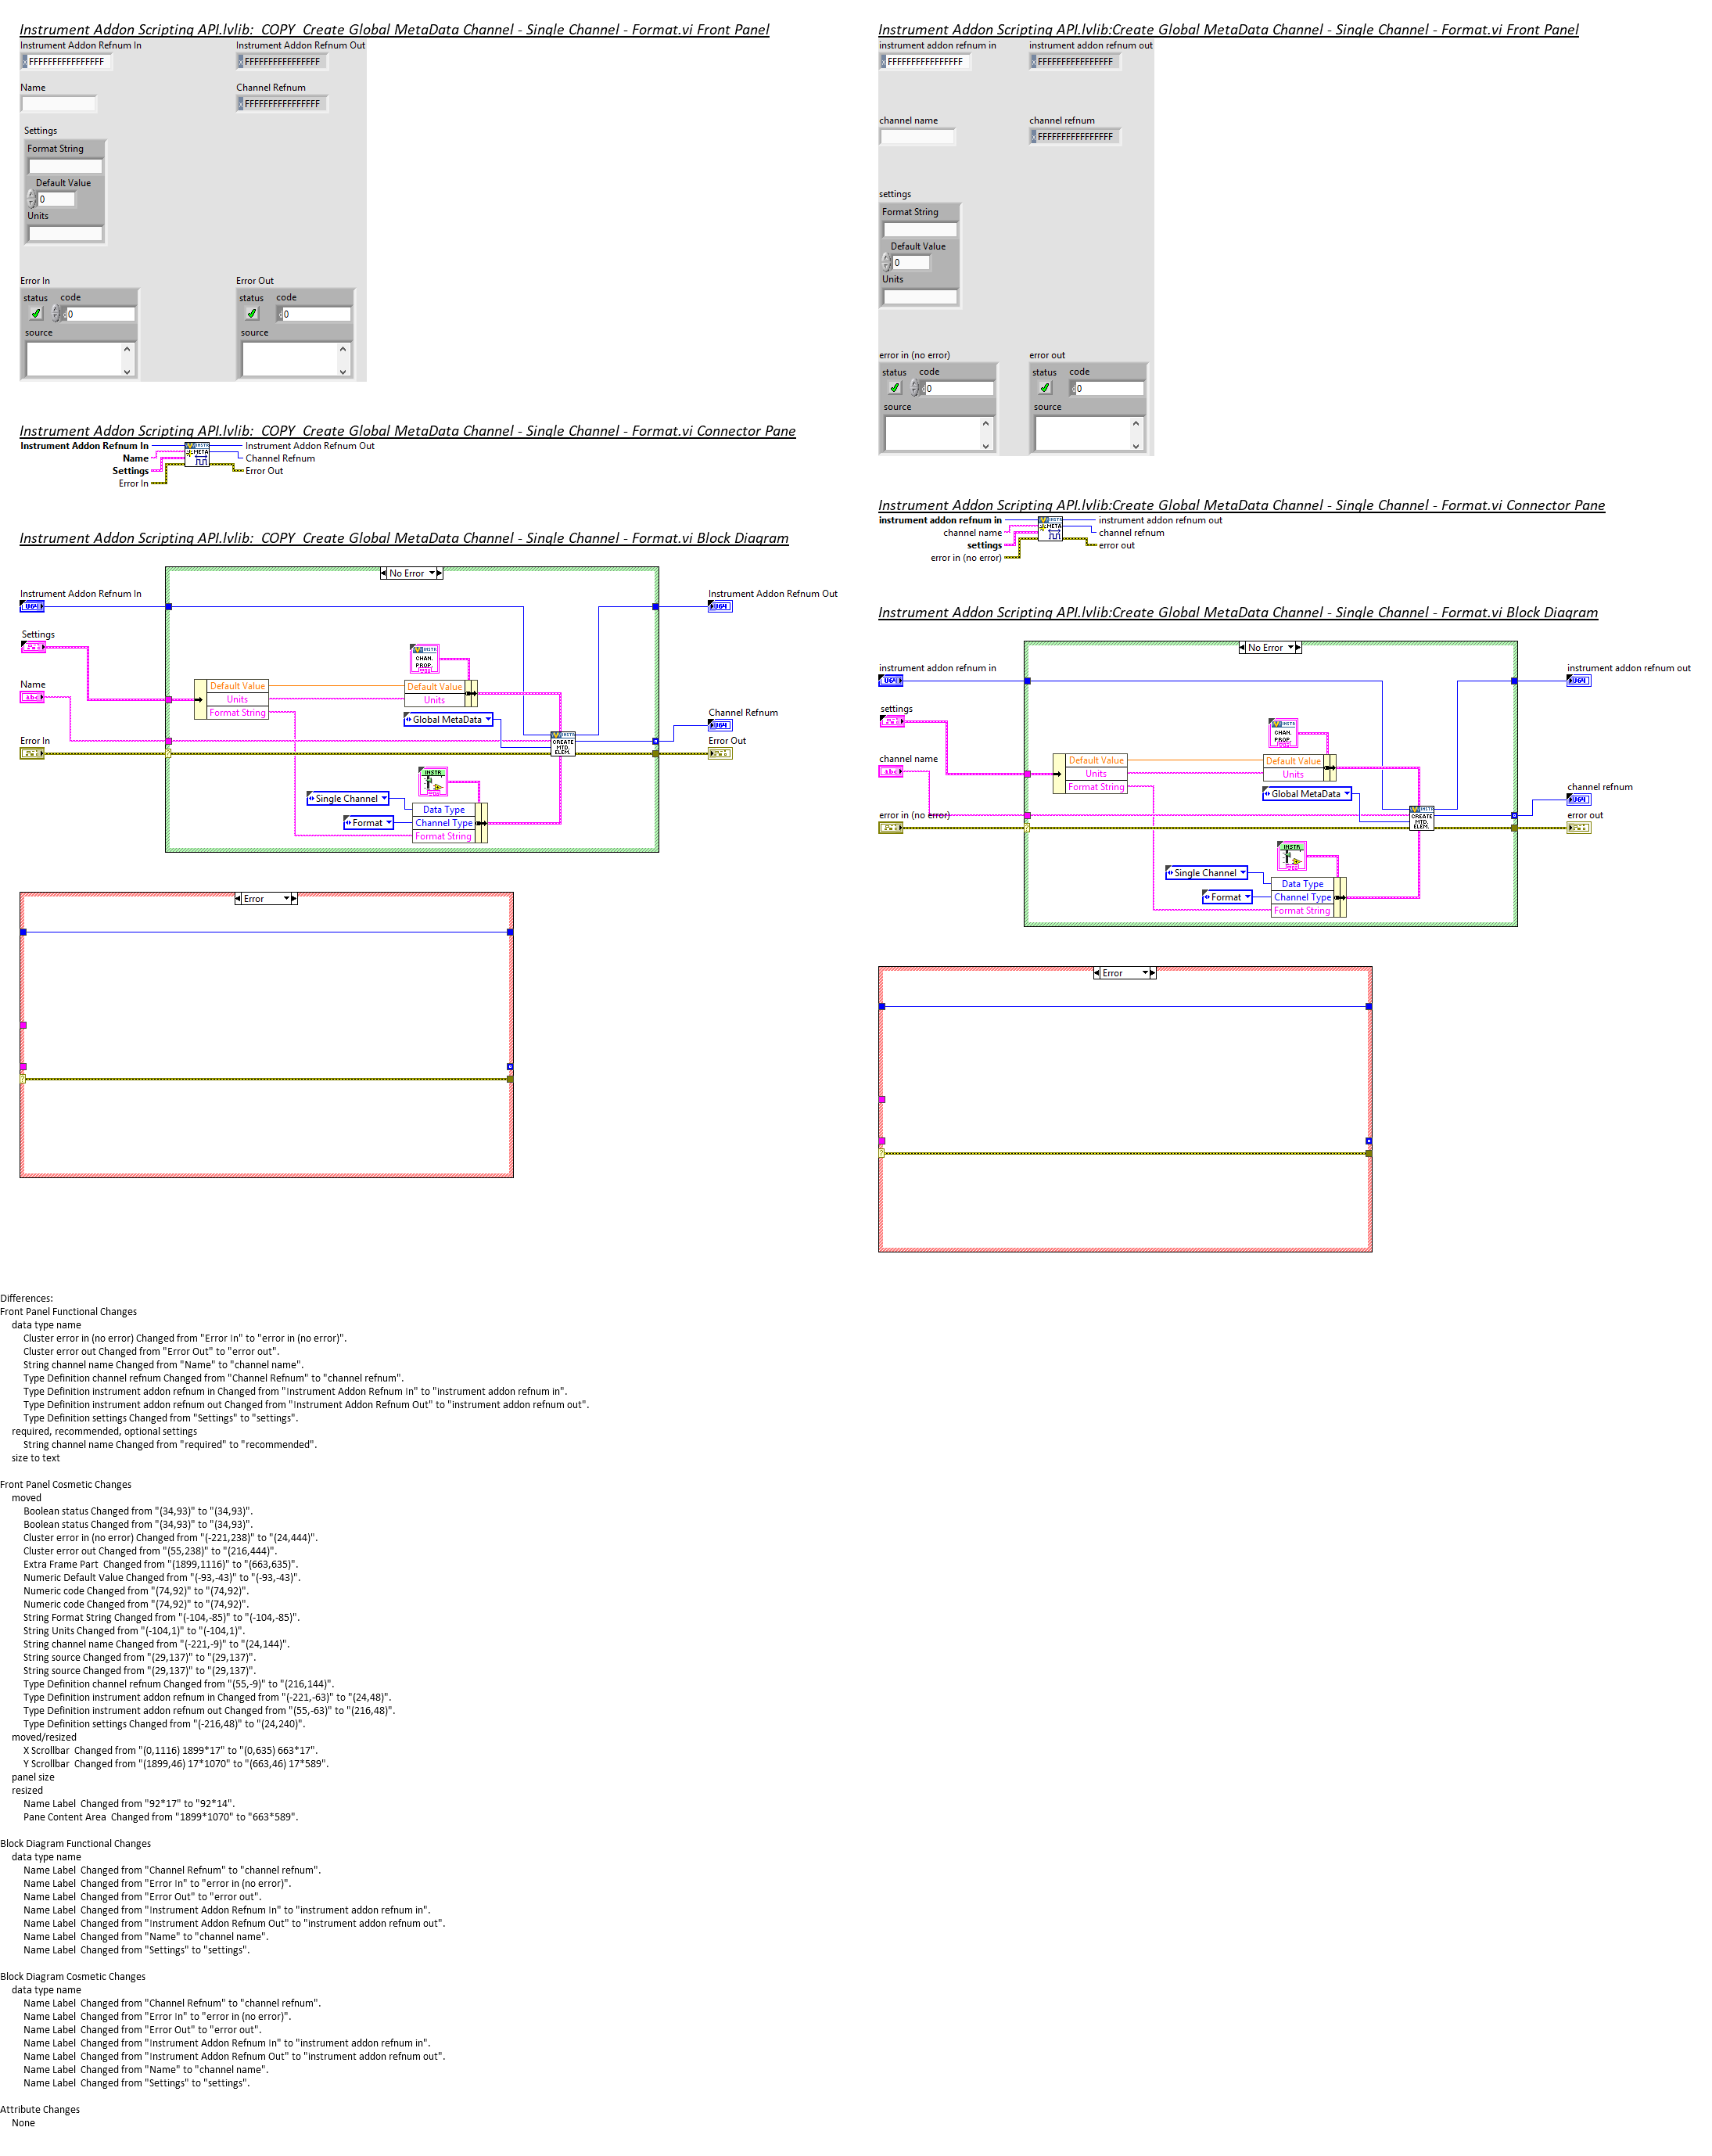 Instrument Addon Scripting API.lvlib:_COPY_Create Global MetaData Channel - Single Channel - Format.vi Front Panel
Instrument Addon Refnum In
Instrument Addon Refnum Out
FFFFFFFFFFFFFFFF
FFFFFFFFFFFFFFFF
Name
Channel Refnum
FFFFFFFFFFFFFFFF
Settings
Format String
Default Value
0
Units
Error In
Error Out
status code
status code
0
0
source
source
Instrument Addon Scripting API.lvlib:_COPY_Create Global MetaData Channel - Single Channel - Format.vi Connector Pane
Instrument Addon Refnum In
Instrument Addon Refnum Out
Name
Channel Refnum
Settings
Error Out
Error In
INSTR
META
Instrument Addon Scripting API.lvlib:_COPY_Create Global MetaData Channel - Single Channel - Format.vi Block Diagram
No Error
Instrument Addon Refnum In
Instrument Addon Refnum Out
U64
U64
Settings
INSTR
CHAN.
PROP.
Name
abc
Default Value
Units
Format String
Default Value
Units
Global MetaData
Channel Refnum
U64
Error In
Error Out
INSTR
CREATE
MTD.
ELEM.
INSTR
Single Channel
Format
Data Type
Channel Type
Format String
Error
Instrument Addon Scripting API.lvlib:Create Global MetaData Channel - Single Channel - Format.vi Front Panel
instrument addon refnum in
instrument addon refnum out
FFFFFFFFFFFFFFFF
FFFFFFFFFFFFFFFF
channel name
channel refnum
FFFFFFFFFFFFFFFF
settings
Format String
Default Value
0
Units
error in (no error)
error out
status code
status code
0
0
source
source
Instrument Addon Scripting API.lvlib:Create Global MetaData Channel - Single Channel - Format.vi Connector Pane
instrument addon refnum in
instrument addon refnum out
channel name
channel refnum
settings
error out
error in (no error)
INSTR
META
Instrument Addon Scripting API.lvlib:Create Global MetaData Channel - Single Channel - Format.vi Block Diagram
No Error
instrument addon refnum in
instrument addon refnum out
U64
U64
settings
INSTR
CHAN.
PROP.
channel name
abc
Default Value
Units
Format String
Default Value
Units
Global MetaData
channel refnum
U64
error in (no error)
error out
INSTR
CREATE
MTD.
ELEM.
INSTR
Single Channel
Format
Data Type
Channel Type
Format String
Error
Differences:
Front Panel Functional Changes
data type name
Cluster error in (no error) Changed from "Error In" to "error in (no error)".
Cluster error out Changed from "Error Out" to "error out".
String channel name Changed from "Name" to "channel name".
Type Definition channel refnum Changed from "Channel Refnum" to "channel refnum".
Type Definition instrument addon refnum in Changed from "Instrument Addon Refnum In" to "instrument addon refnum in".
Type Definition instrument addon refnum out Changed from "Instrument Addon Refnum Out" to "instrument addon refnum out".
Type Definition settings Changed from "Settings" to "settings".
required, recommended, optional settings
String channel name Changed from "required" to "recommended".
size to text
Front Panel Cosmetic Changes
moved
Boolean status Changed from "(34,93)" to "(34,93)".
Boolean status Changed from "(34,93)" to "(34,93)".
Cluster error in (no error) Changed from "(-221,238)" to "(24,444)".
Cluster error out Changed from "(55,238)" to "(216,444)".
Extra Frame Part  Changed from "(1899,1116)" to "(663,635)".
Numeric Default Value Changed from "(-93,-43)" to "(-93,-43)".
Numeric code Changed from "(74,92)" to "(74,92)".
Numeric code Changed from "(74,92)" to "(74,92)".
String Format String Changed from "(-104,-85)" to "(-104,-85)".
String Units Changed from "(-104,1)" to "(-104,1)".
String channel name Changed from "(-221,-9)" to "(24,144)".
String source Changed from "(29,137)" to "(29,137)".
String source Changed from "(29,137)" to "(29,137)".
Type Definition channel refnum Changed from "(55,-9)" to "(216,144)".
Type Definition instrument addon refnum in Changed from "(-221,-63)" to "(24,48)".
Type Definition instrument addon refnum out Changed from "(55,-63)" to "(216,48)".
Type Definition settings Changed from "(-216,48)" to "(24,240)".
moved/resized
X Scrollbar  Changed from "(0,1116) 1899*17" to "(0,635) 663*17".
Y Scrollbar  Changed from "(1899,46) 17*1070" to "(663,46) 17*589".
panel size
resized
Name Label  Changed from "92*17" to "92*14".
Pane Content Area  Changed from "1899*1070" to "663*589".
Block Diagram Functional Changes
data type name
Name Label  Changed from "Channel Refnum" to "channel refnum".
Name Label  Changed from "Error In" to "error in (no error)".
Name Label  Changed from "Error Out" to "error out".
Name Label  Changed from "Instrument Addon Refnum In" to "instrument addon refnum in".
Name Label  Changed from "Instrument Addon Refnum Out" to "instrument addon refnum out".
Name Label  Changed from "Name" to "channel name".
Name Label  Changed from "Settings" to "settings".
Block Diagram Cosmetic Changes
data type name
Name Label  Changed from "Channel Refnum" to "channel refnum".
Name Label  Changed from "Error In" to "error in (no error)".
Name Label  Changed from "Error Out" to "error out".
Name Label  Changed from "Instrument Addon Refnum In" to "instrument addon refnum in".
Name Label  Changed from "Instrument Addon Refnum Out" to "instrument addon refnum out".
Name Label  Changed from "Name" to "channel name".
Name Label  Changed from "Settings" to "settings".
Attribute Changes
None